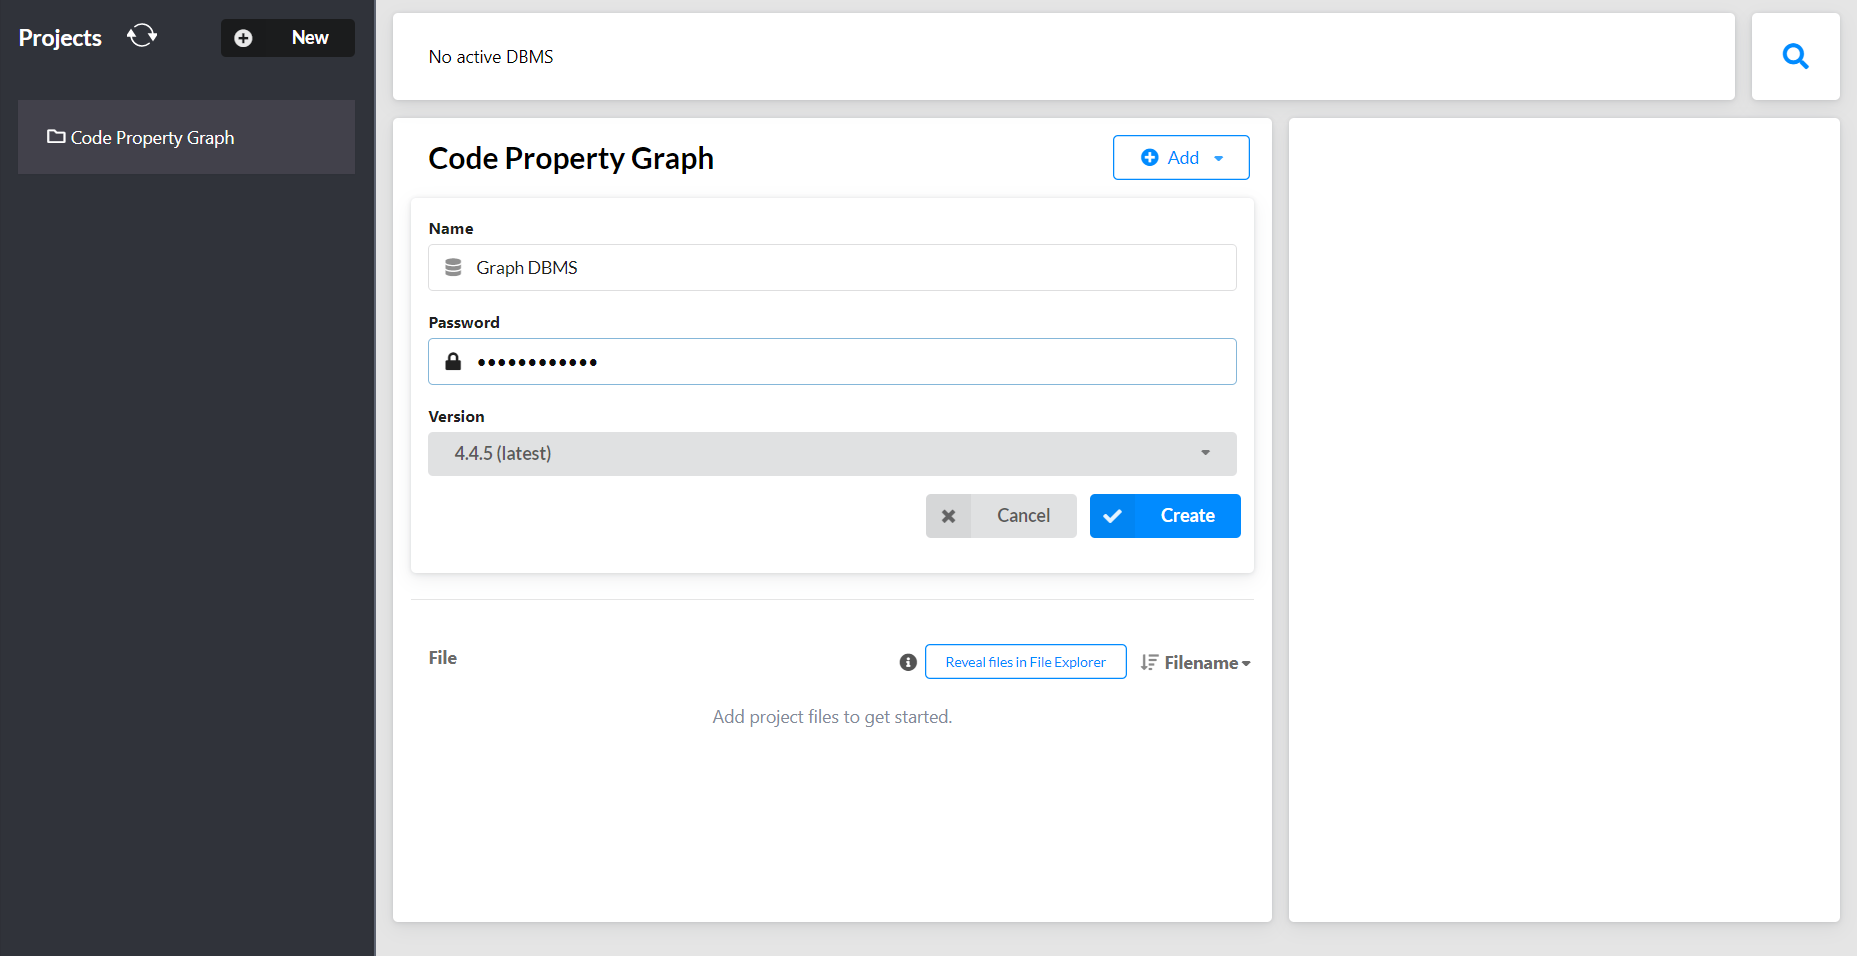 Projects
New
Code Property Graph
No active DBMS
Code Property Graph
Add
Name
Graph DBMS
Password
••••••••••••
Version
4.4.5 (latest)
Cancel
Create
File
Reveal files in File Explorer
Filename
Add project files to get started.